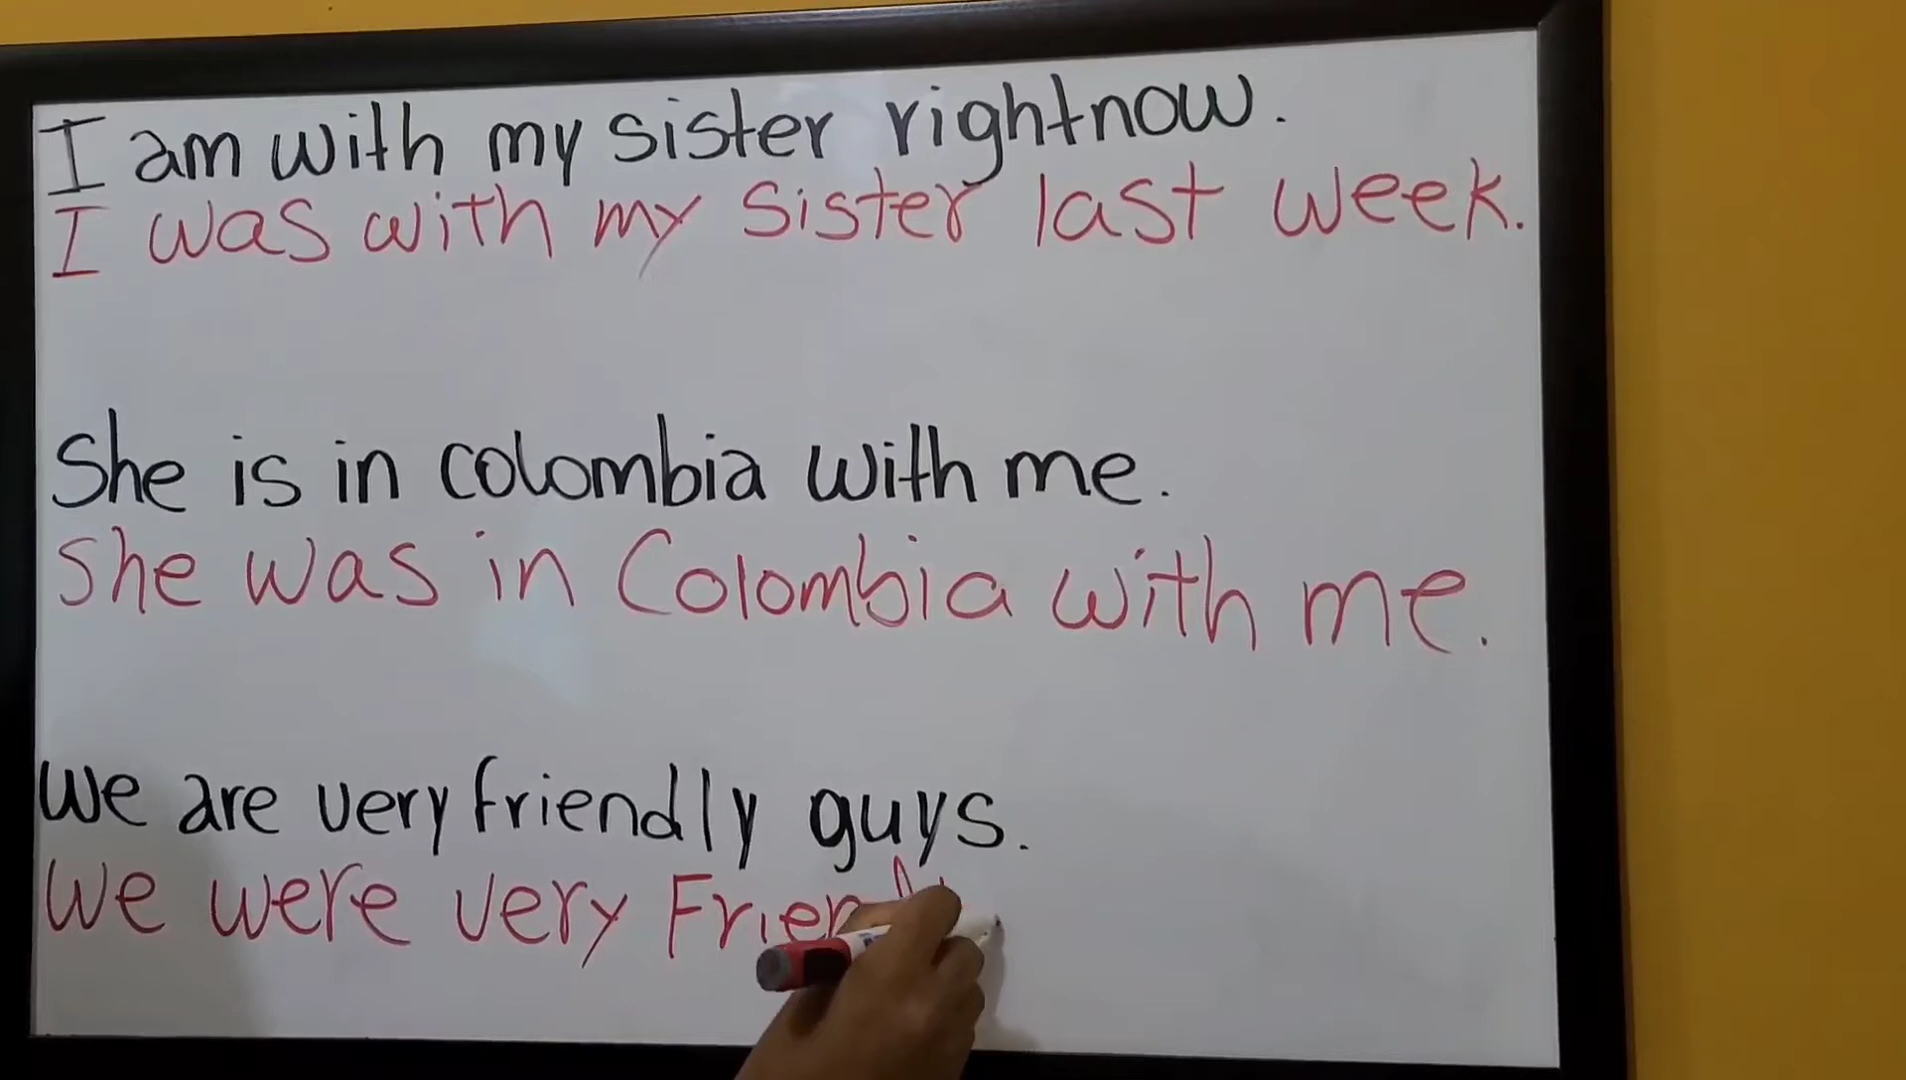 I am with my sister rightnow.
I was with my Sister last week.
She is in colombia with me.
She was in Colombia with me.
We are very friendly guys.
We were very